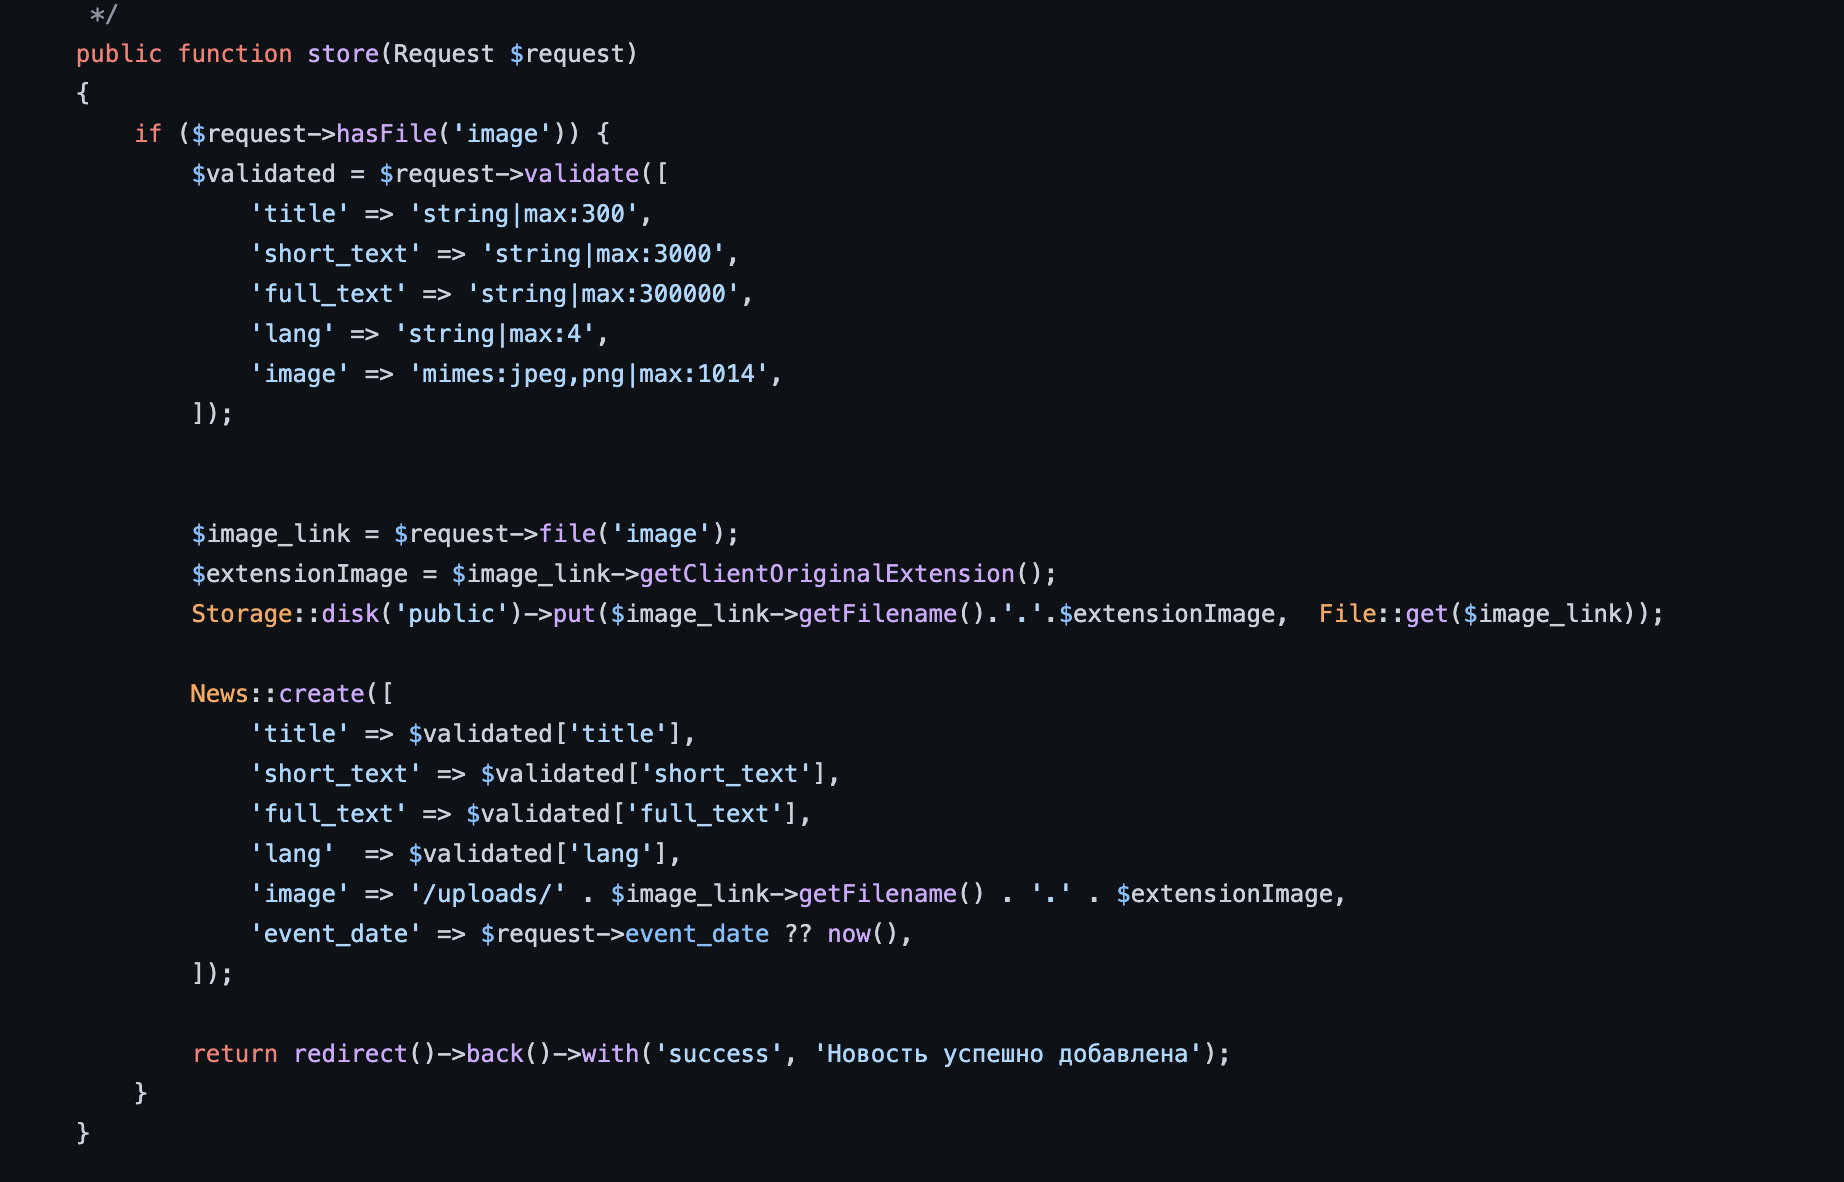 */
public function store(Request $request)
{
if ($request->hasFile('image')) {
$validated = $request->validate([
'title' => 'string|max:300',
'short_text' => 'string|max:3000',
'full_text' => 'string|max:300000',
'lang' => 'string|max:4',
'image' => 'mimes:jpeg,png|max:1014',
]);
$image_link = $request->file('image');
$extensionImage = $image_link->getClientOriginalExtension();
Storage::disk('public')->put($image_link->getFilename().'.'.$extensionImage,  File::get($image_link));
News::create([
'title' => $validated['title'],
'short_text' => $validated['short_text'],
'full_text' => $validated['full_text'],
'lang'  => $validated['lang'],
'image' => '/uploads/' . $image_link->getFilename() . '.' . $extensionImage,
'event_date' => $request->event_date ?? now(),
]);
return redirect()->back()->with('success', 'Новость успешно добавлена');
}
}